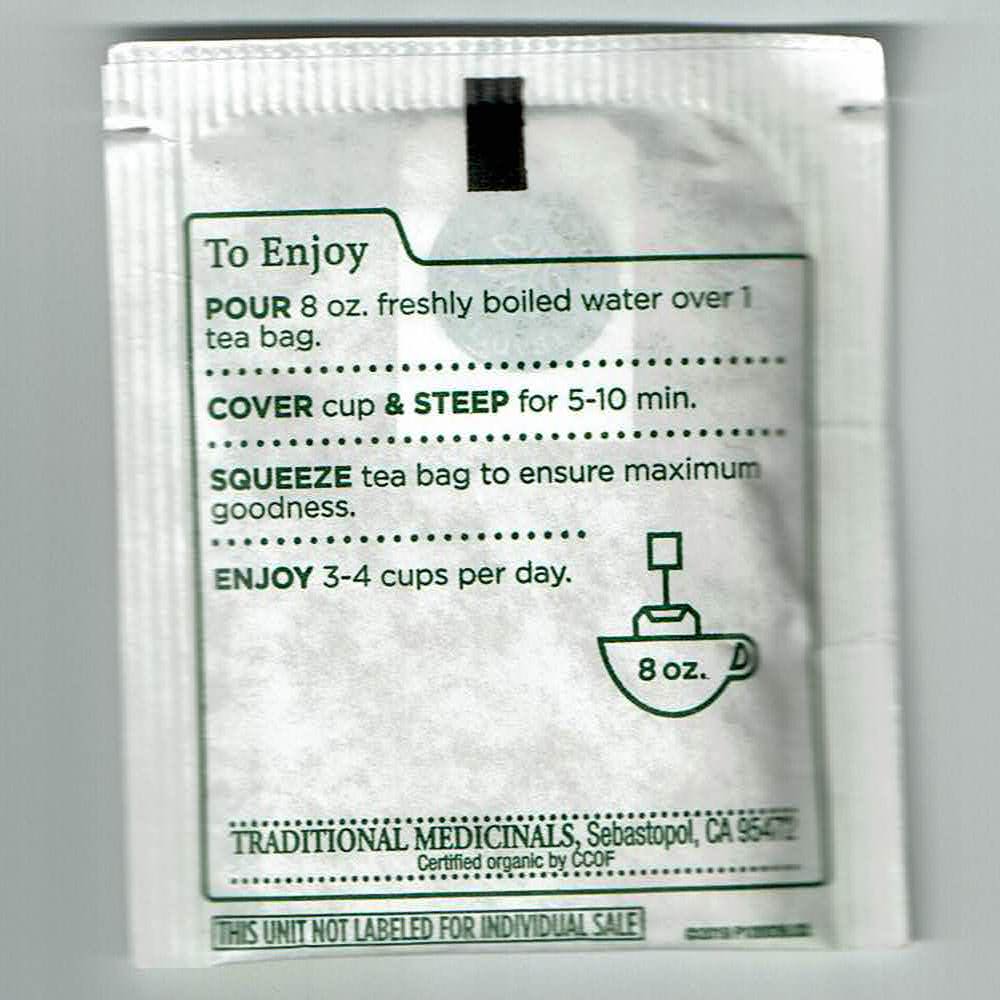 To Enjoy
POUR 8 oz. freshly boiled water over 1
tea bag.
COVER cup & STEEP for 5-10 min.
SQUEEZE tea bag to ensure maximum
goodness.
ENJOY 3-4 cups per day.
8 oz.
TRADITIONAL MEDICINALS, Sebastopol, CA 95472
Certified organic by CCOF
THIS UNIT NOT LABELED FOR INDIVIDUAL SALE